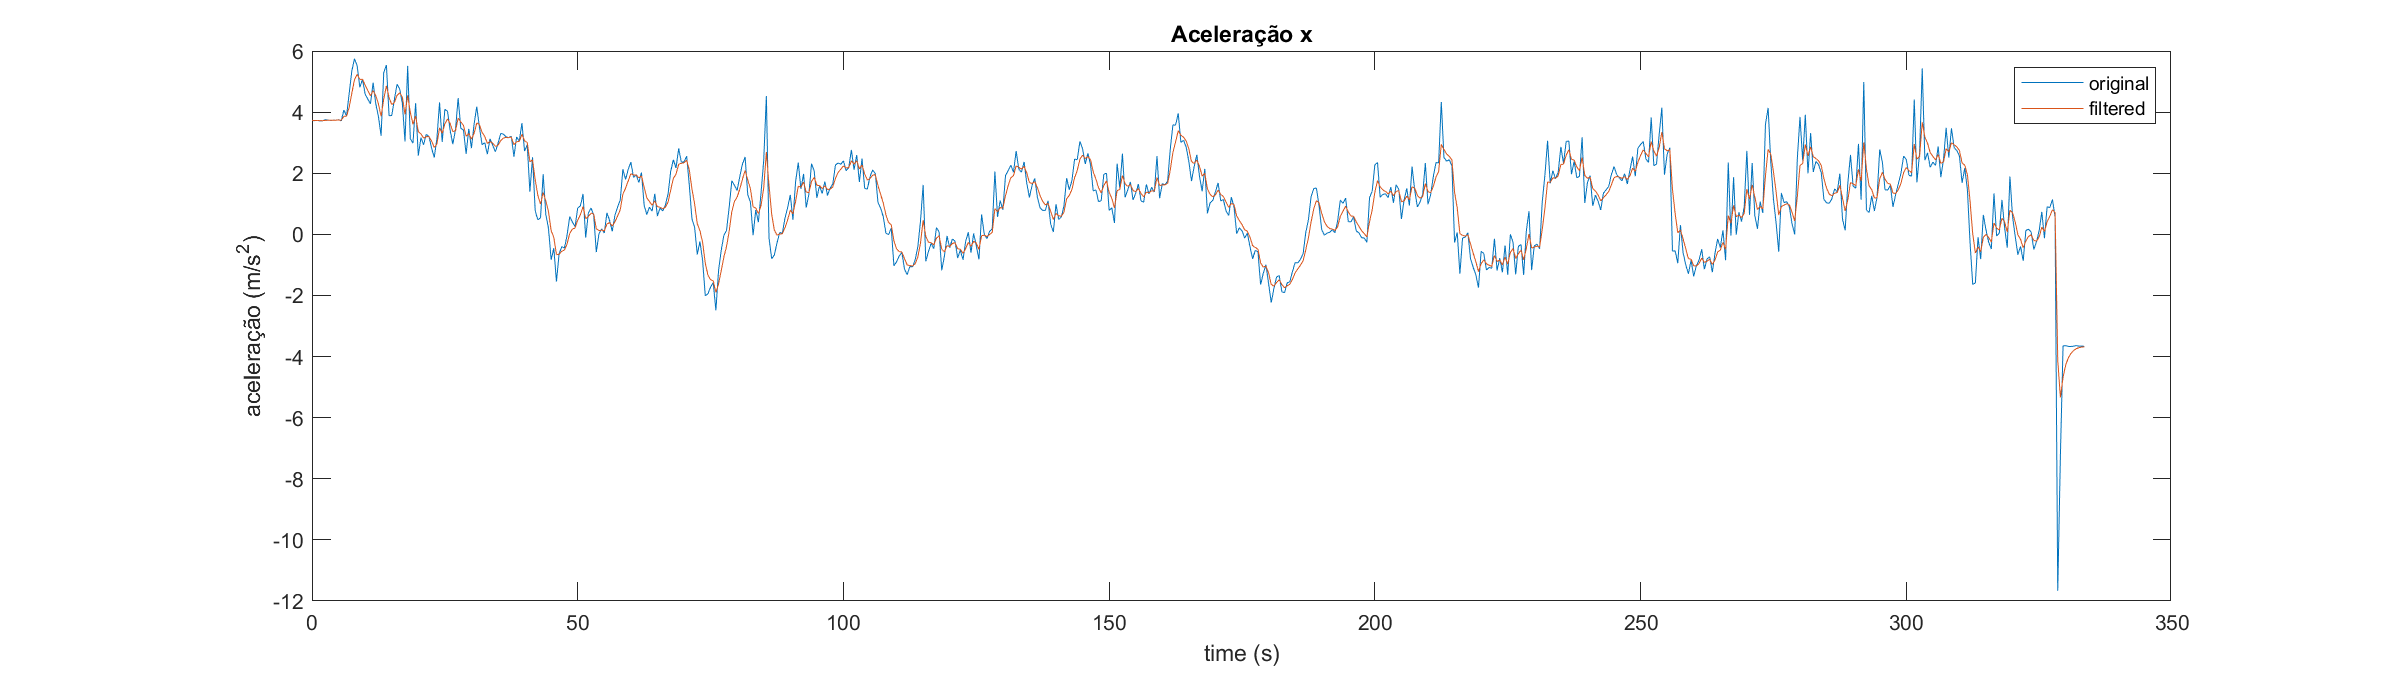 Aceleração x
original
filtered
6
4
2
0
-2
-4
-6
-8
-10
-12
aceleração (m/s²)
0 50 100 150 200 250 300 350
time (s)